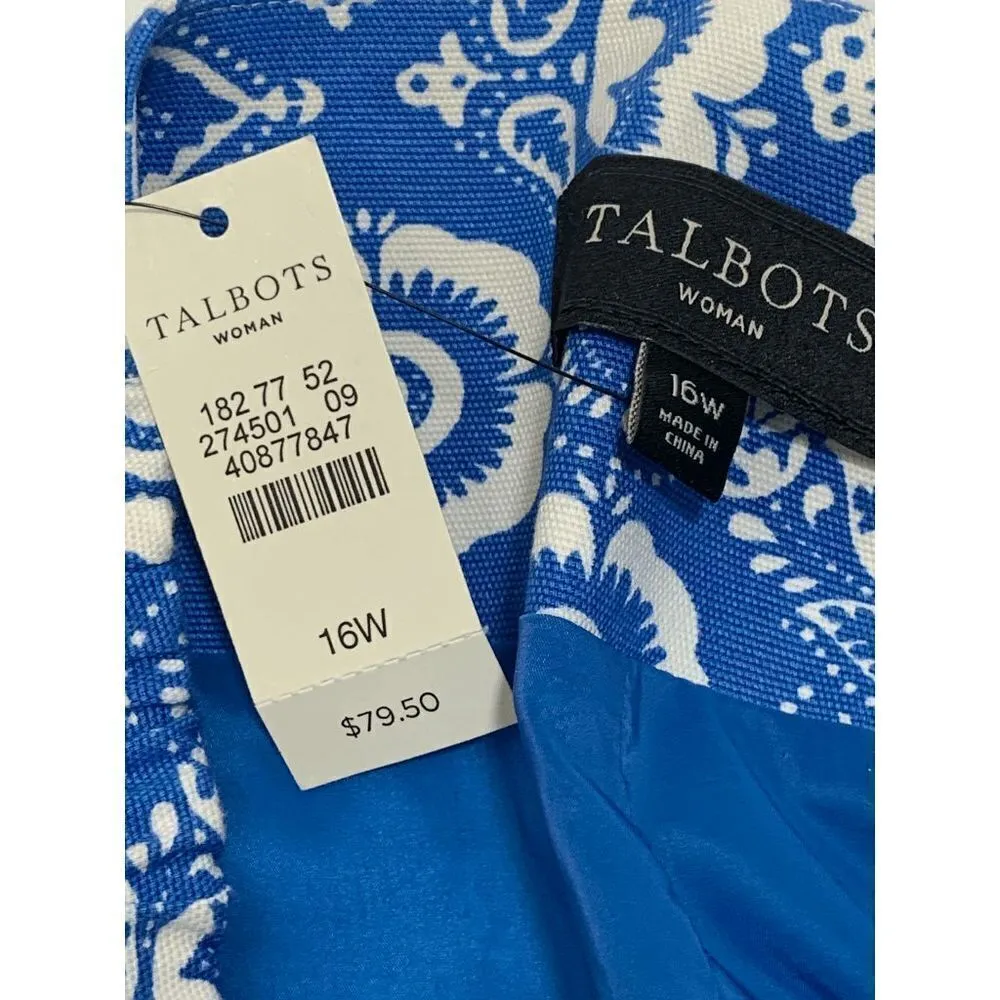 TALBOTS
WOMAN
182 77 52
274501 09
40877847
16W
$79.50
TALBOTS
WOMAN
16W
MADE IN
CHINA